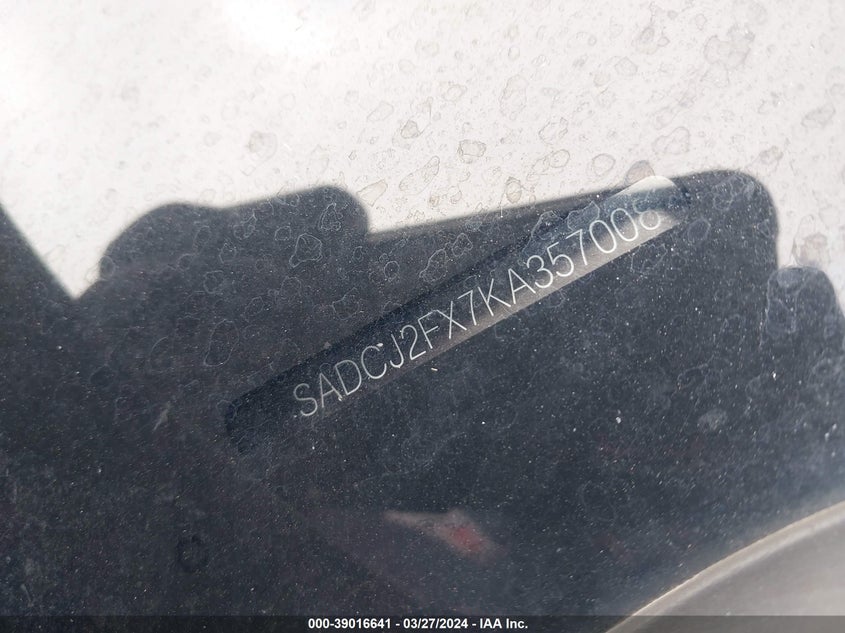 SADCJ2FX7KA357008
000-39016641 / 03/27/2024 - IAA Inc.